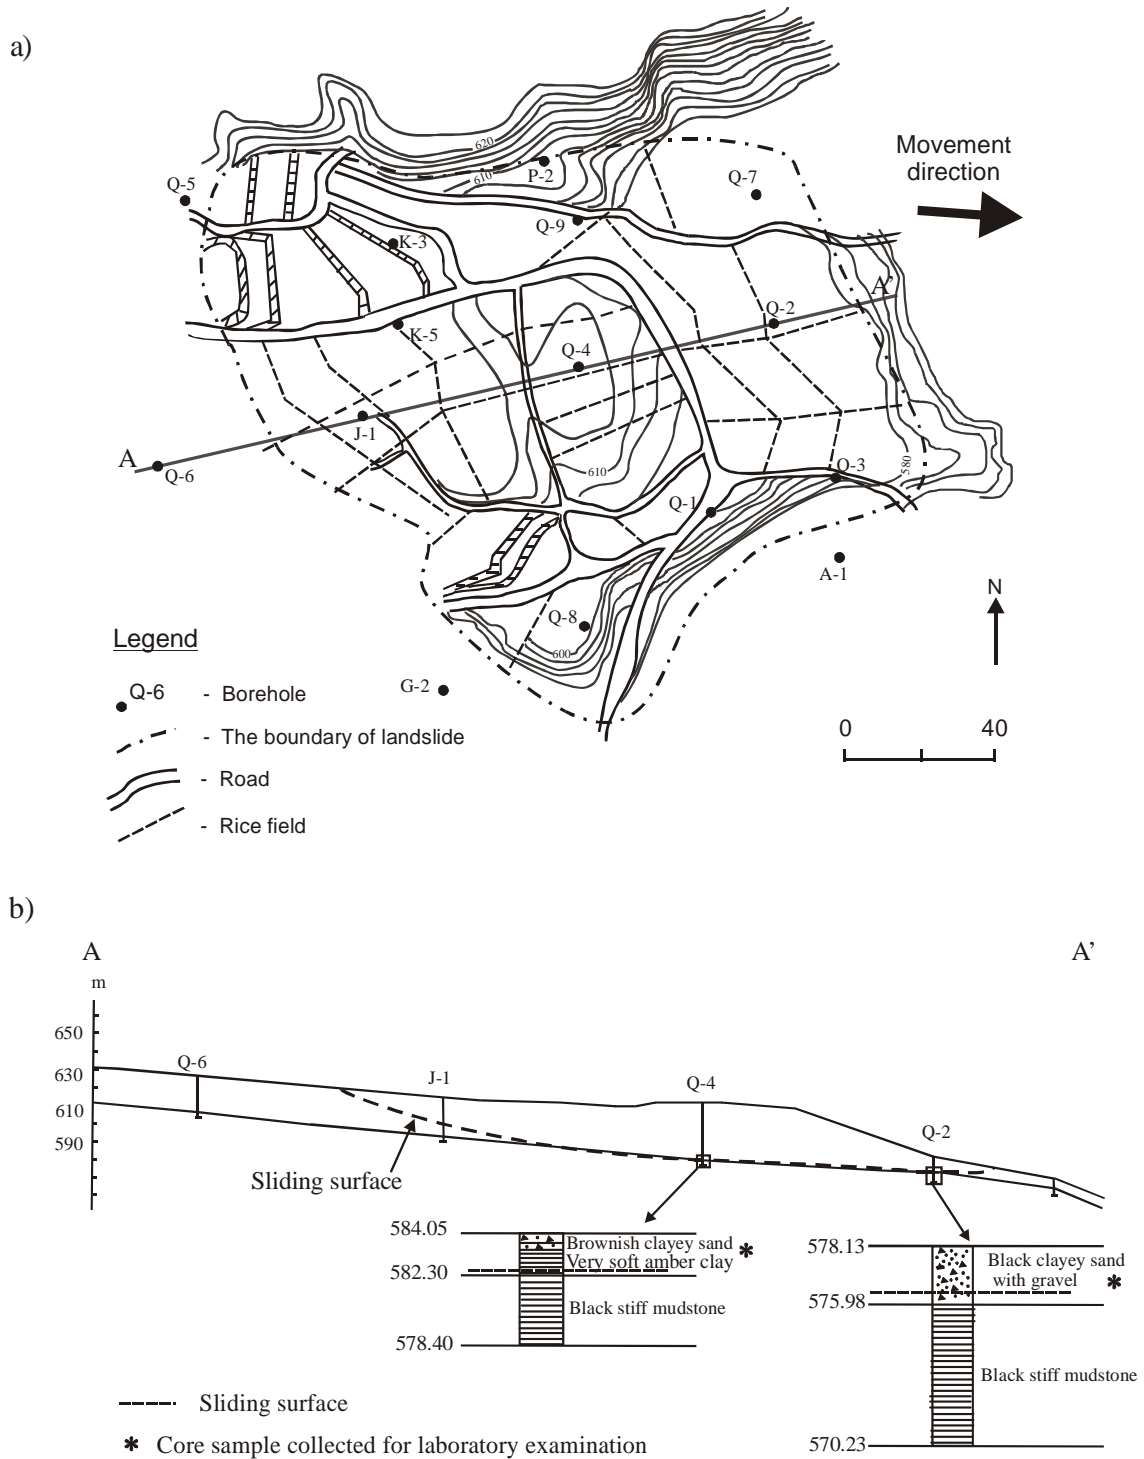 a)
620
Movement
direction
610
P-2
Q-7
Q-5
Q-9
K-3
A’
Q-2
K-5
Q-4
J-1
A
Q-6
610
580
O-3
Q-1
A-1
N
Q-8
600
Legend
G-2
Q-6 - Borehole
- The boundary of landslide
- Road
- Rice field
0 40
b)
A A’
m
650
630
610
590
Q-6
J-1
Q-4
Q-2
Sliding surface
584.05
Brownish clayey sand
Very soft amber clay
*
582.30
Black stiff mudstone
578.40
578.13
Black clayey sand
with gravel *
575.98
Black stiff mudstone
570.23
Sliding surface
* Core sample collected for laboratory examination